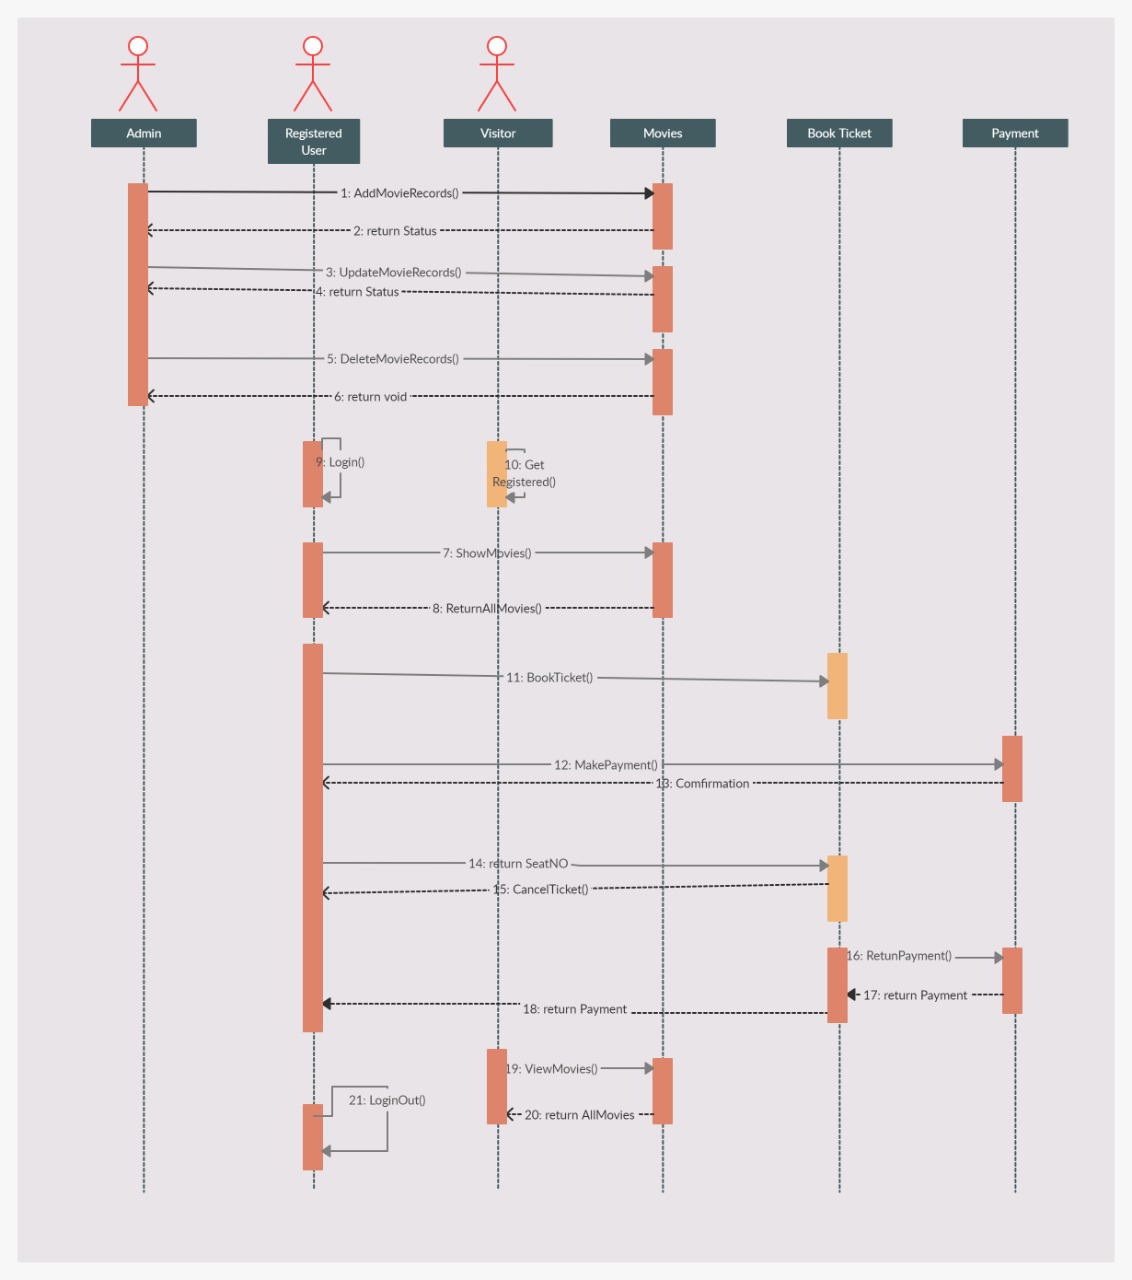 Admin
Registered
User
Visitor
Movies
Book Ticket
Payment
1: AddMovieRecords()
2: return Status
3: UpdateMovieRecords()
4: return Status
5: DeleteMovieRecords()
6: return void
9: Login()
10: Get
Registered()
7: ShowMovies()
8: ReturnAllMovies()
11: BookTicket()
12: MakePayment()
13: Comfirmation
14: return SeatNO
15: CancelTicket()
16: RetunPayment()
17: return Payment
18: return Payment
19: ViewMovies()
21: LoginOut()
20: return AllMovies